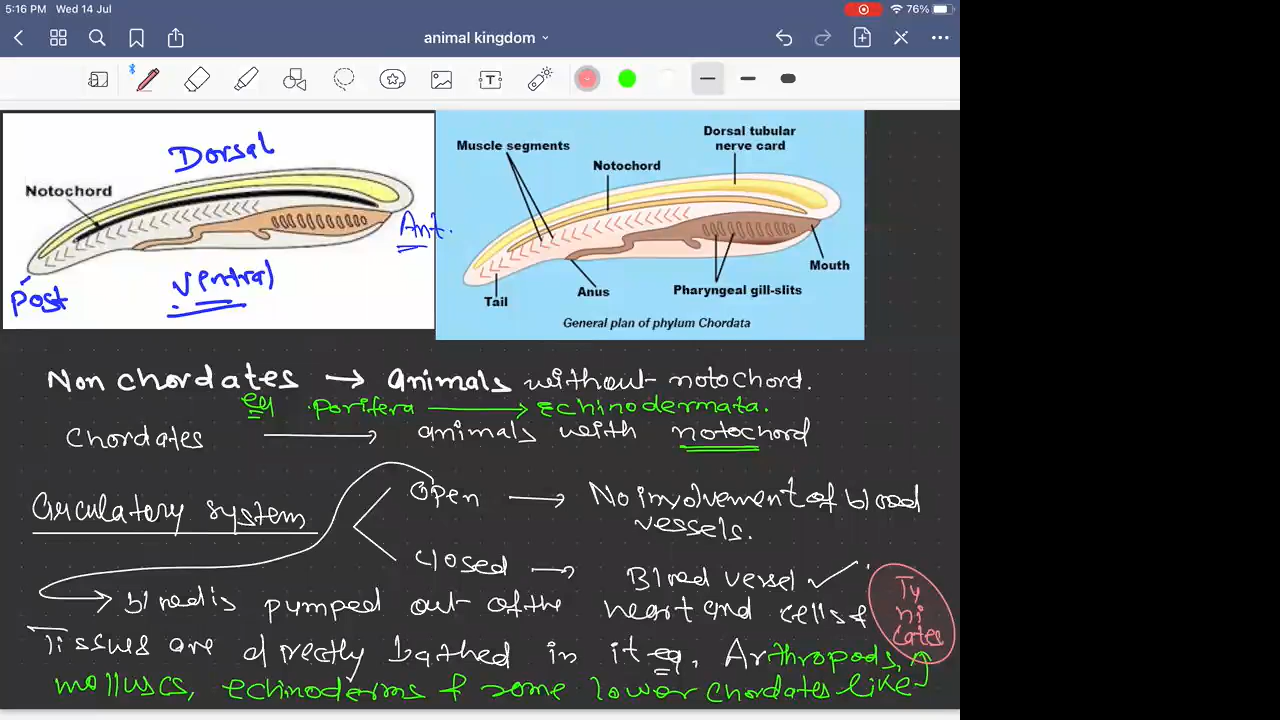 5:16 PM Wed 14 Jul
76%
animal kingdom
Dorsal
Notochord
Ant.
Ventral
Post
Dorsal tubular
nerve card
Muscle segments
Notochord
Mouth
Pharyngeal gill-slits
Anus
Tail
General plan of phylum Chordata
Non chordates → animals without notochord.
eg porifera → Echinodermata.
Chordates → animals with notochord
Circulatory system
Open → No involvement of blood
vessels.
Closed → Blood vessel ✓
→ blood is pumped out of the heart and cells &
Tissues are directly bathed in it eg. Arthropods,
molluscs, echinoderms & some lower chordates like
Tu
ni
cates